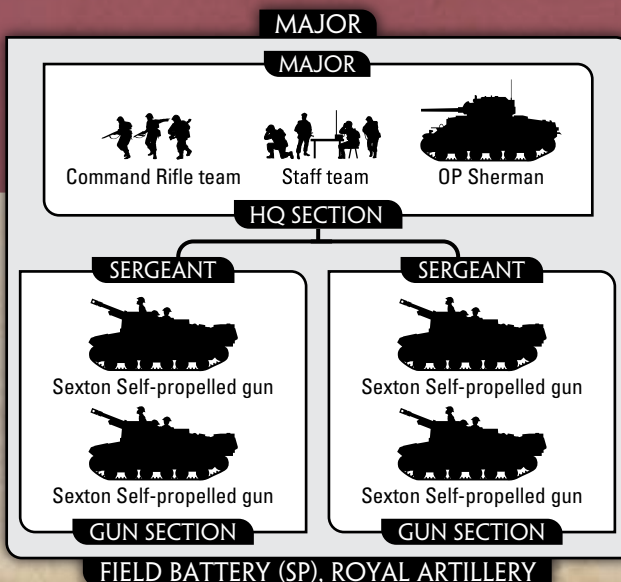 MAJOR
MAJOR
Command Rifle team
Staff team
OP Sherman
HQ SECTION
SERGEANT
SERGEANT
Sexton Self-propelled gun
Sexton Self-propelled gun
Sexton Self-propelled gun
Sexton Self-propelled gun
GUN SECTION
GUN SECTION
FIELD BATTERY (SP), ROYAL ARTILLERY